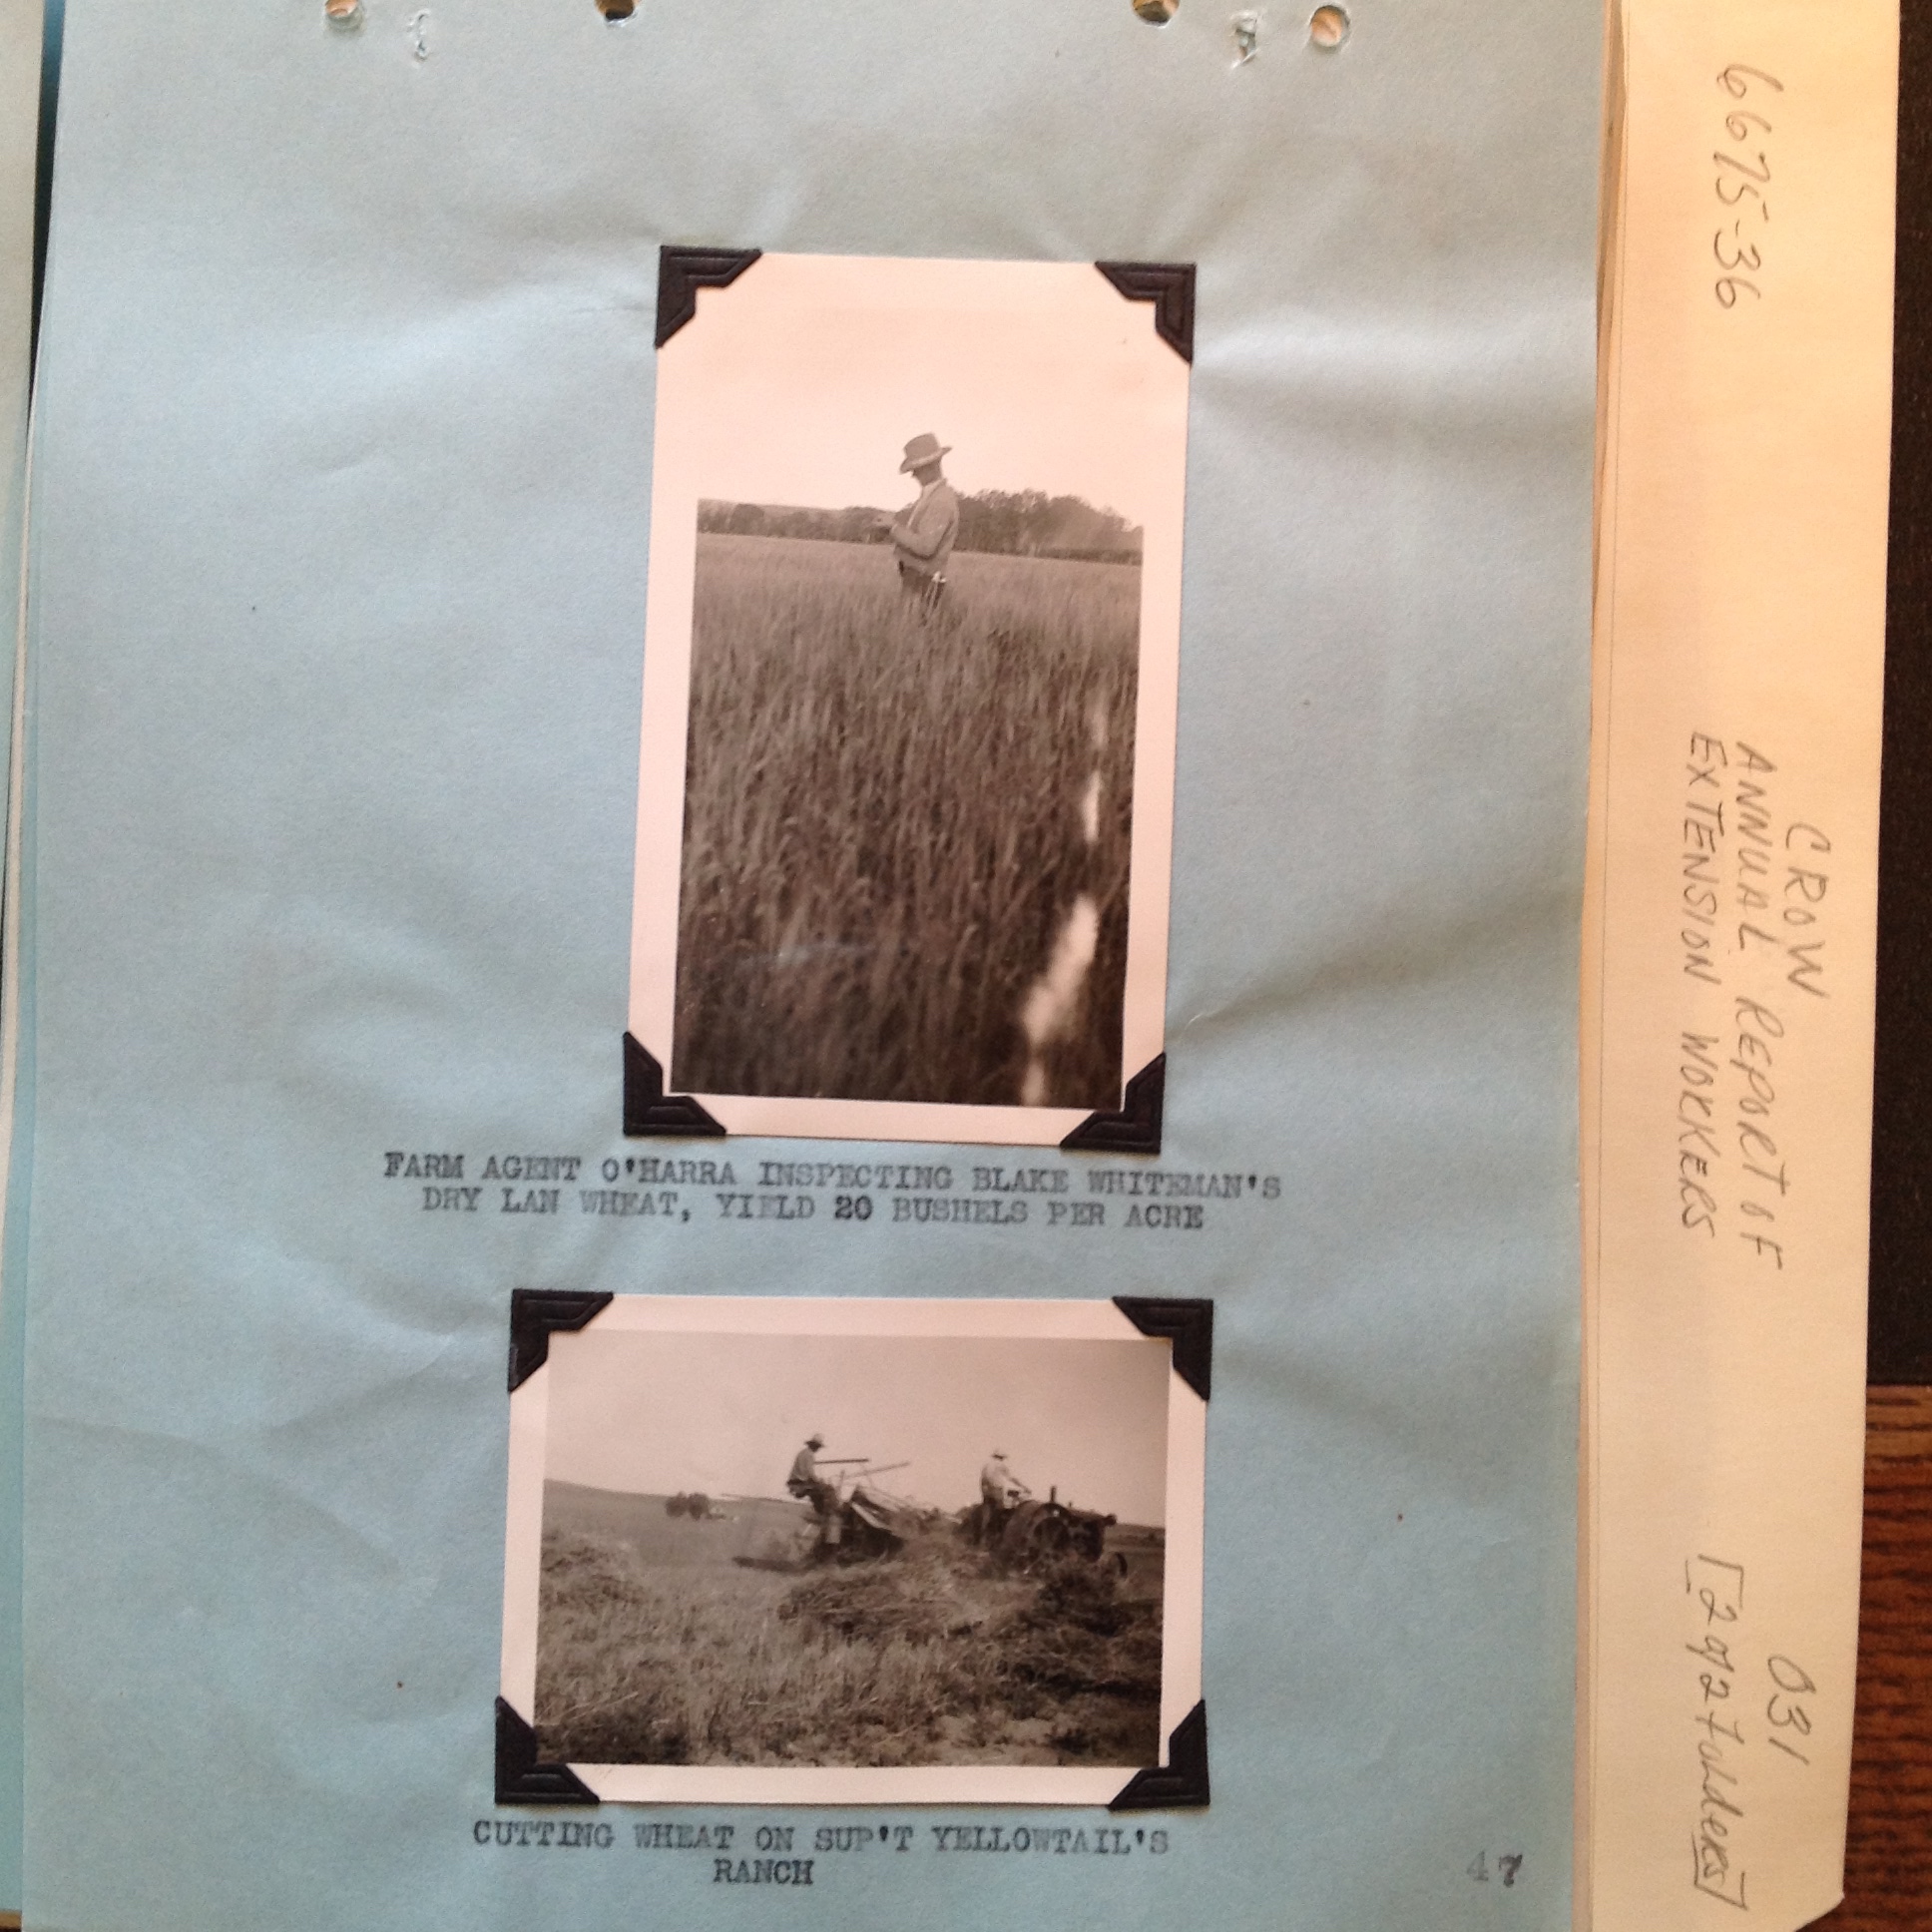 FARM AGENT O'HARRA INSPECTING BLAKE WHITEMAN'S
DRY LAN WHEAT, YIELD 20 BUSHELS PER ACRE
CUTTING WHEAT ON SUP'T YELLOWTAIL'S
RANCH
47
6675-36
CROW
ANNUAL REPORT OF
EXTENSION WORKERS
031
[2 of 2 Folders]